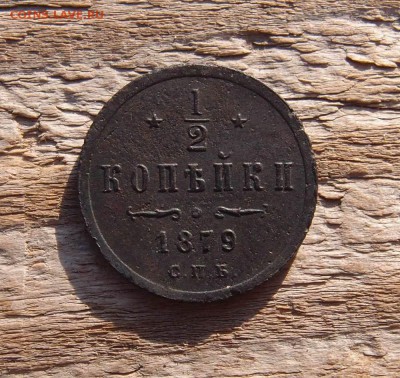 COINS.LAVE.RU
1/2
КОПѢЙКИ
1879
С.П.Б.